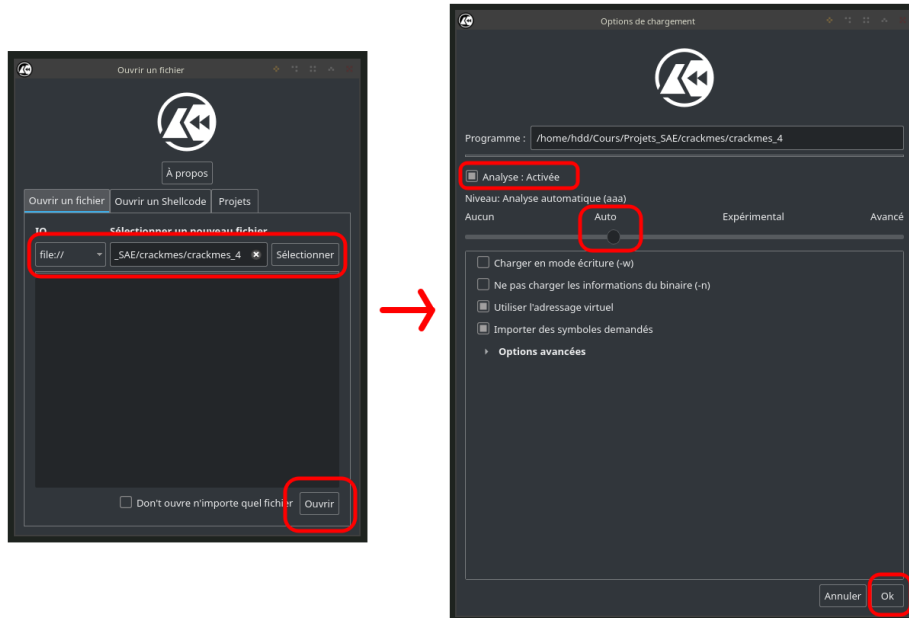 Ouvrir un fichier
À propos
Ouvrir un fichier Ouvrir un Shellcode Projets
IO Sélectionner un nouveau fichier
file:// _SAE/crackmes/crackmes_4 Sélectionner
Don't ouvre n'importe quel fichier Ouvrir
Options de chargement
Programme : /home/hdd/Cours/Projets_SAE/crackmes/crackmes_4
Analyse : Activée
Niveau: Analyse automatique (aaa)
Aucun Auto Expérimental Avancé
Charger en mode écriture (-w)
Ne pas charger les informations du binaire (-n)
Utiliser l'adressage virtuel
Importer des symboles demandés
Options avancées
Annuler Ok